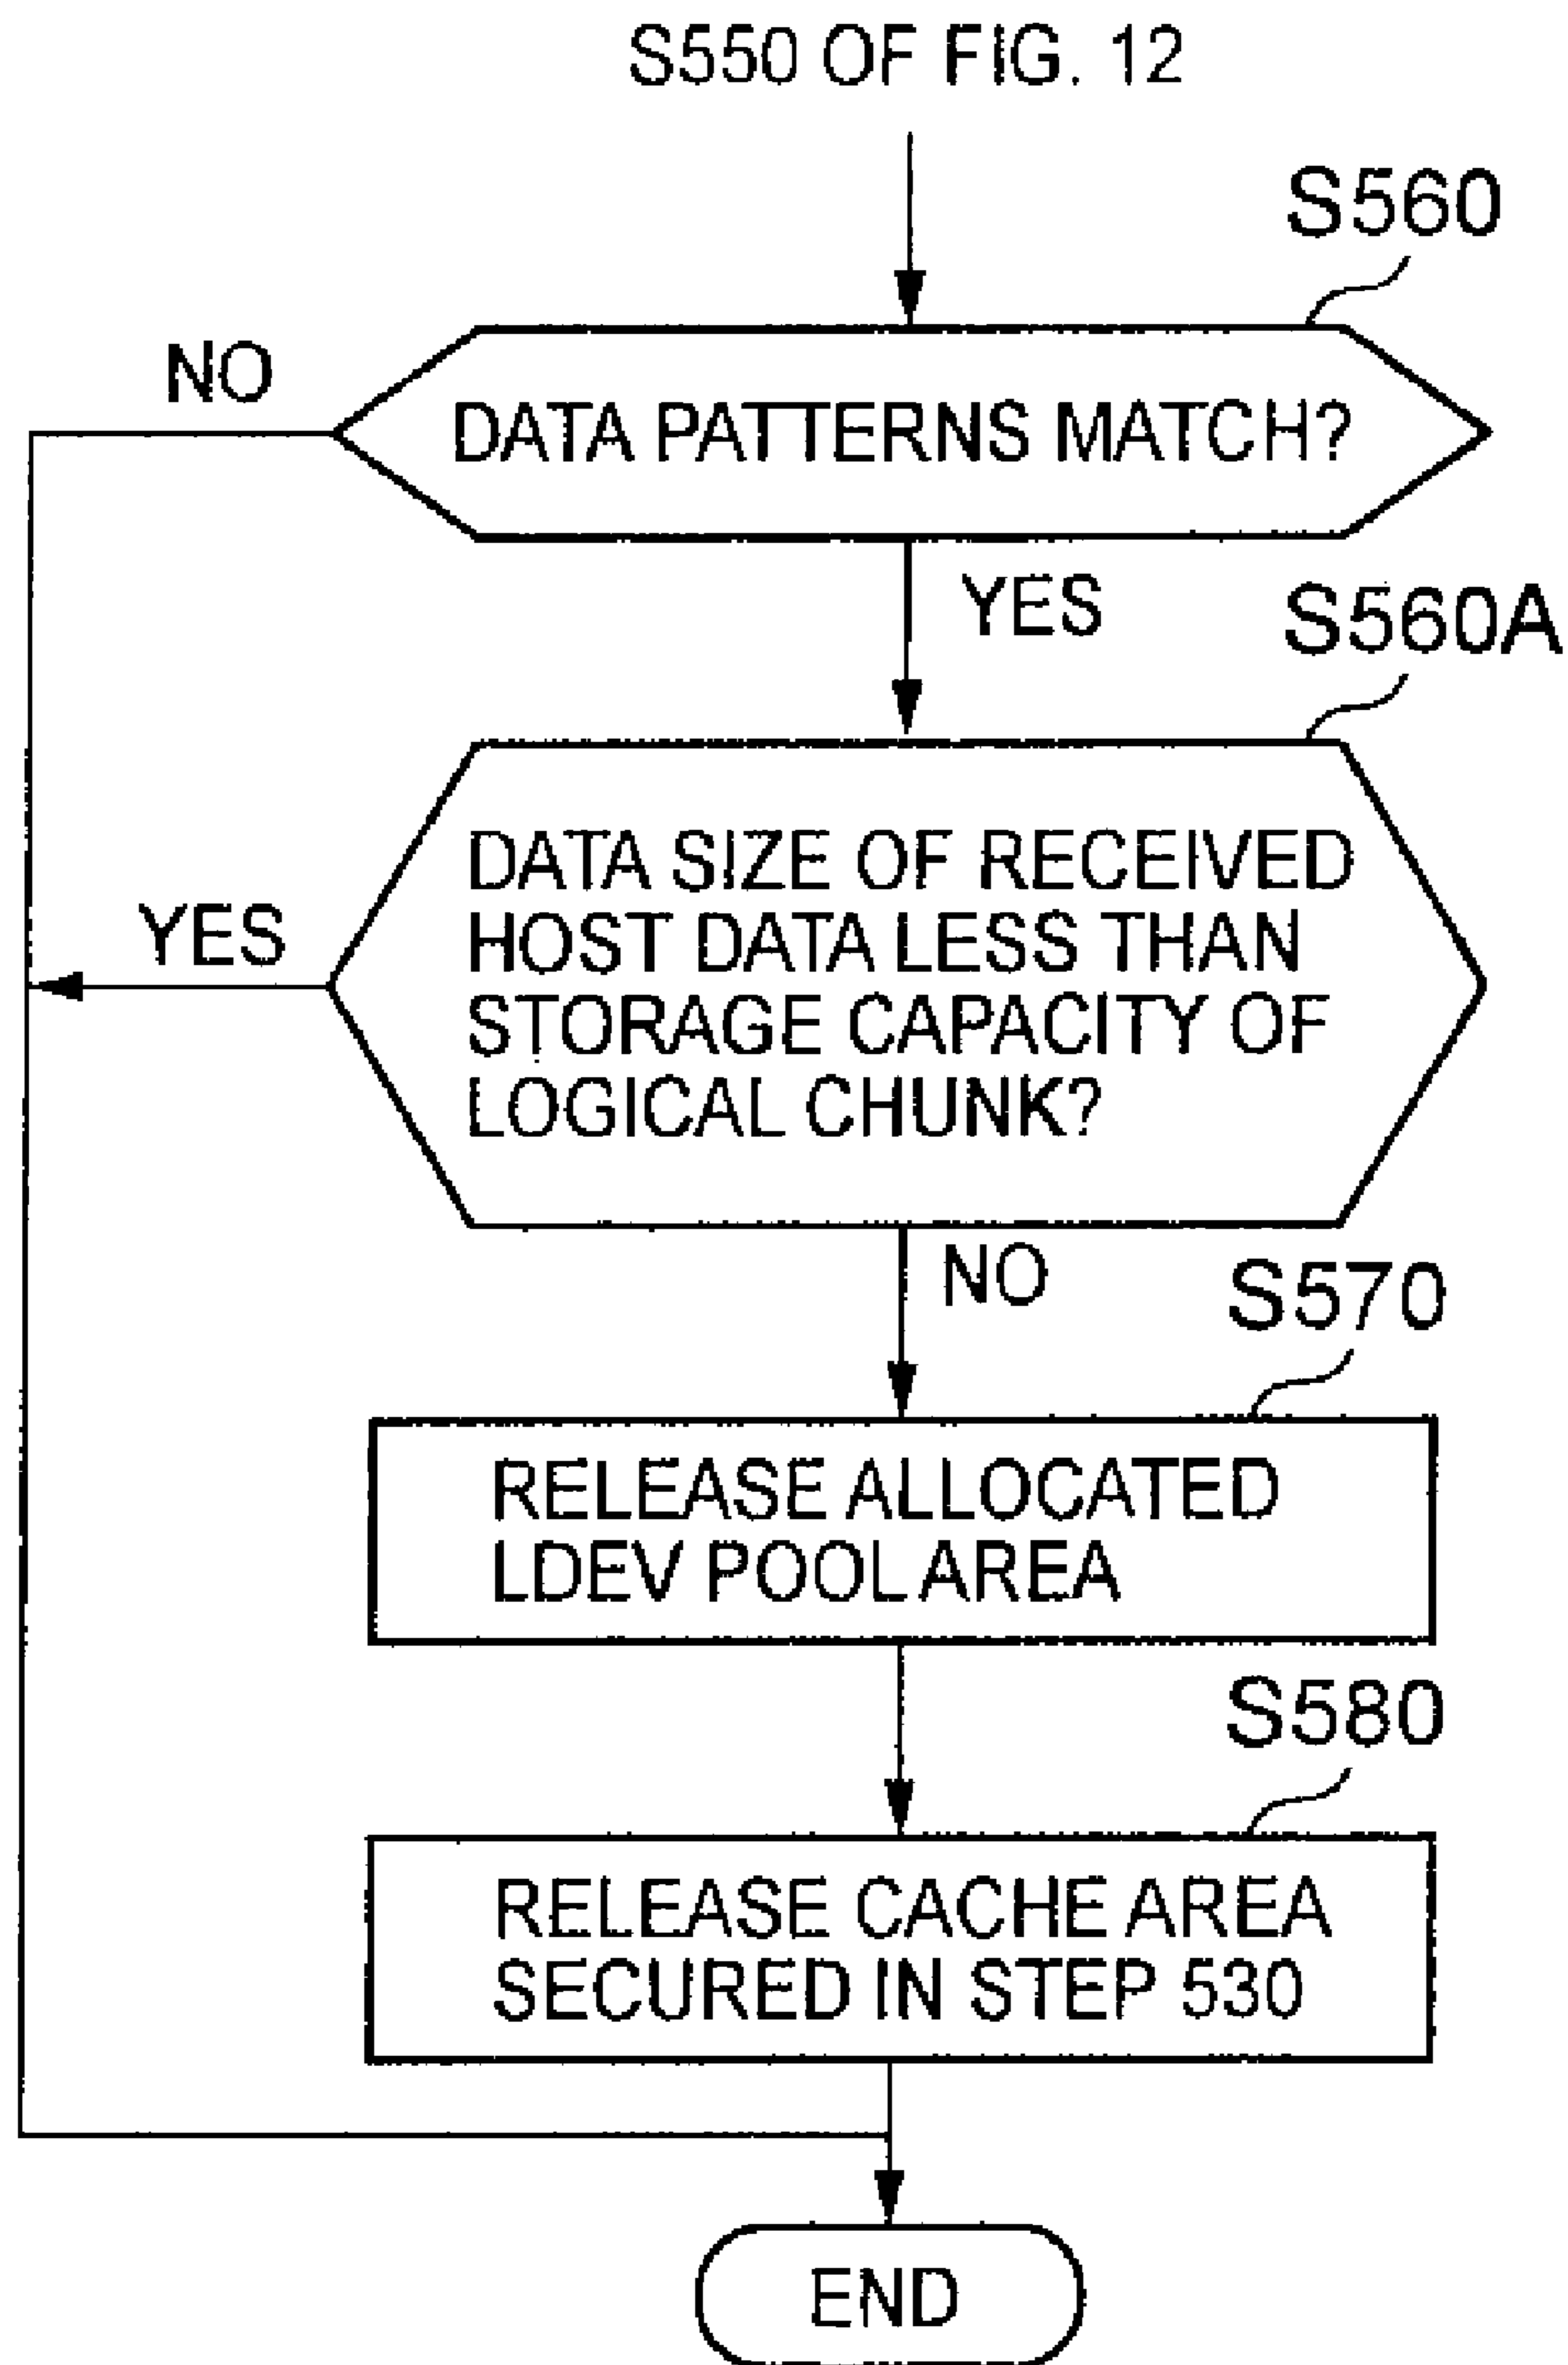 S550 OF FIG. 12
S560
NO
DATA PATTERNS MATCH?
YES
S560A
DATA SIZE OF RECEIVED
HOST DATA LESS THAN
STORAGE CAPACITY OF
LOGICAL CHUNK?
YES
NO
S570
RELEASE ALLOCATED
LDEV POOL AREA
S580
RELEASE CACHE AREA
SECURED IN STEP 530
END